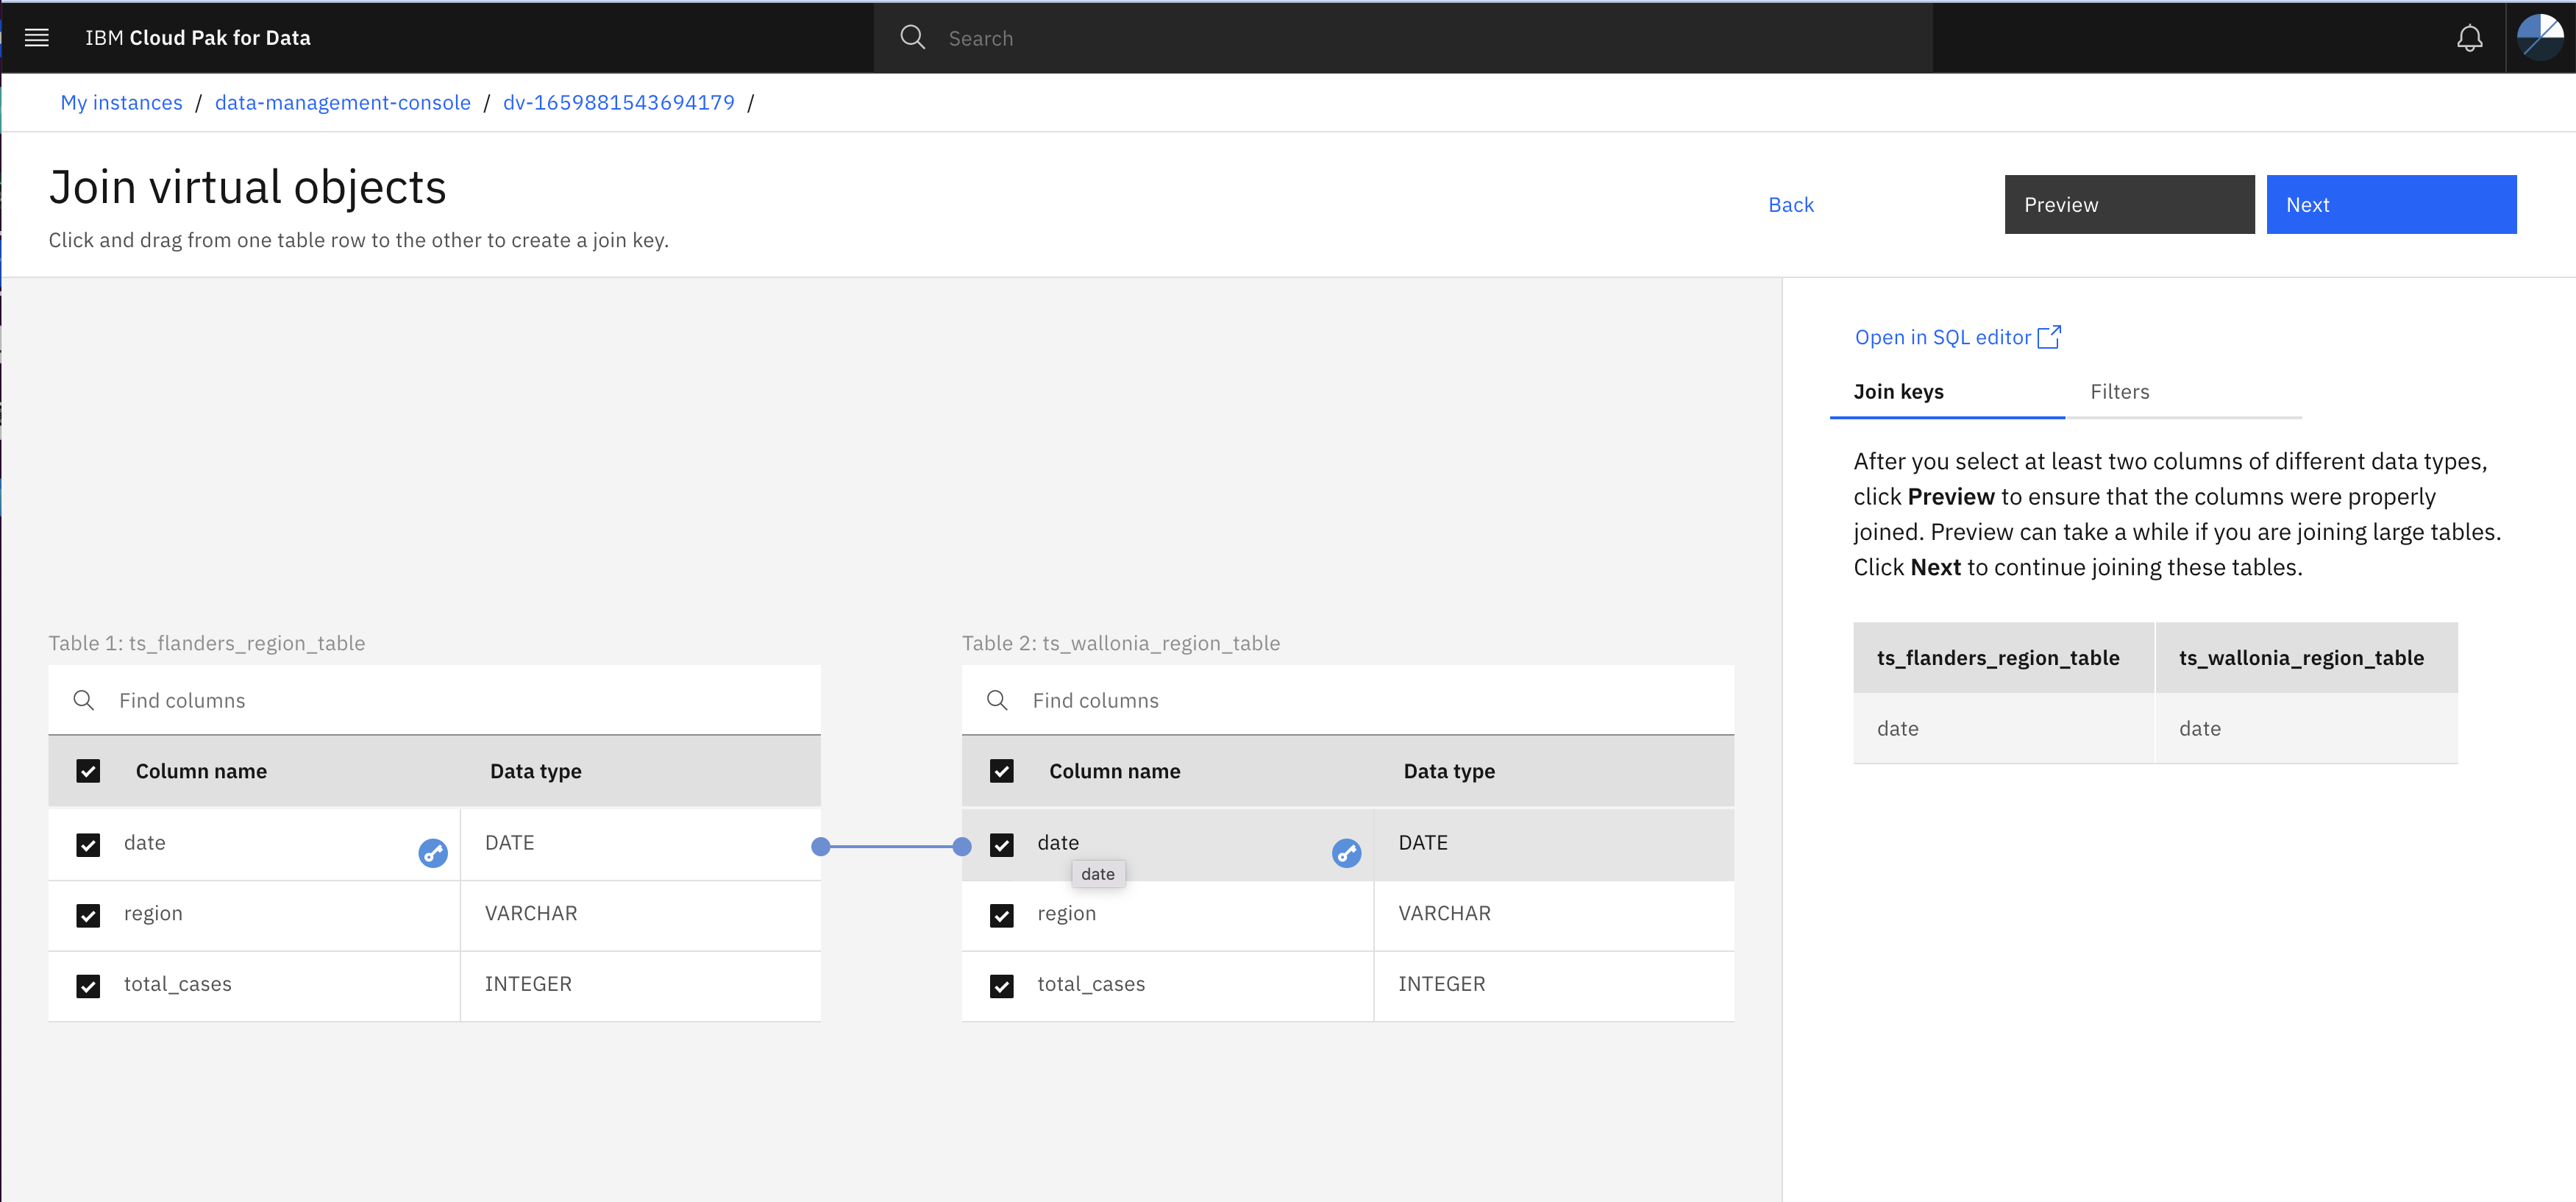 IBM Cloud Pak for Data
Search
My instances / data-management-console / dv-1659881543694179 /
Join virtual objects
Click and drag from one table row to the other to create a join key.
Back
Preview
Next
Table 1: ts_flanders_region_table
Find columns
Column name Data type
date DATE
region VARCHAR
total_cases INTEGER
Table 2: ts_wallonia_region_table
Find columns
Column name Data type
date DATE
date
region VARCHAR
total_cases INTEGER
Open in SQL editor
Join keys Filters
After you select at least two columns of different data types,
click Preview to ensure that the columns were properly
joined. Preview can take a while if you are joining large tables.
Click Next to continue joining these tables.
ts_flanders_region_table ts_wallonia_region_table
date date